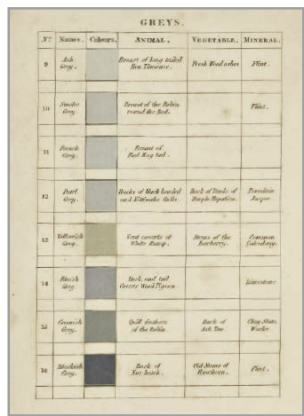 GREYS.
No. Names. Colours. ANIMAL. VEGETABLE. MINERAL.
9 Ash Grey. Breast of long tailed Hen Titmouse. Fresh Wood ashes Flint.
10 Smoke Grey. Breast of the Robin round the Red. Flint.
11 French Grey. Breast of
12 Pearl Grey. Backs of black headed and Kittiwake Gulls. Back of Petals of Purple Hepatica. Porcelain Jasper.
13 Yellowish Grey. Vent coverts of White Rump. Stems of the Barberry. Common Calcedony.
14 Bluish Grey. Back, and tail Coverts Wood Pigeon. Limestone
15 Greenish Grey. Quill feathers of the Robin. Bark of Ash Tree. Clay Slate Wacke
16 Blackish Grey. Back of Nut hatch. Old Stems of Hawthorn. Flint.